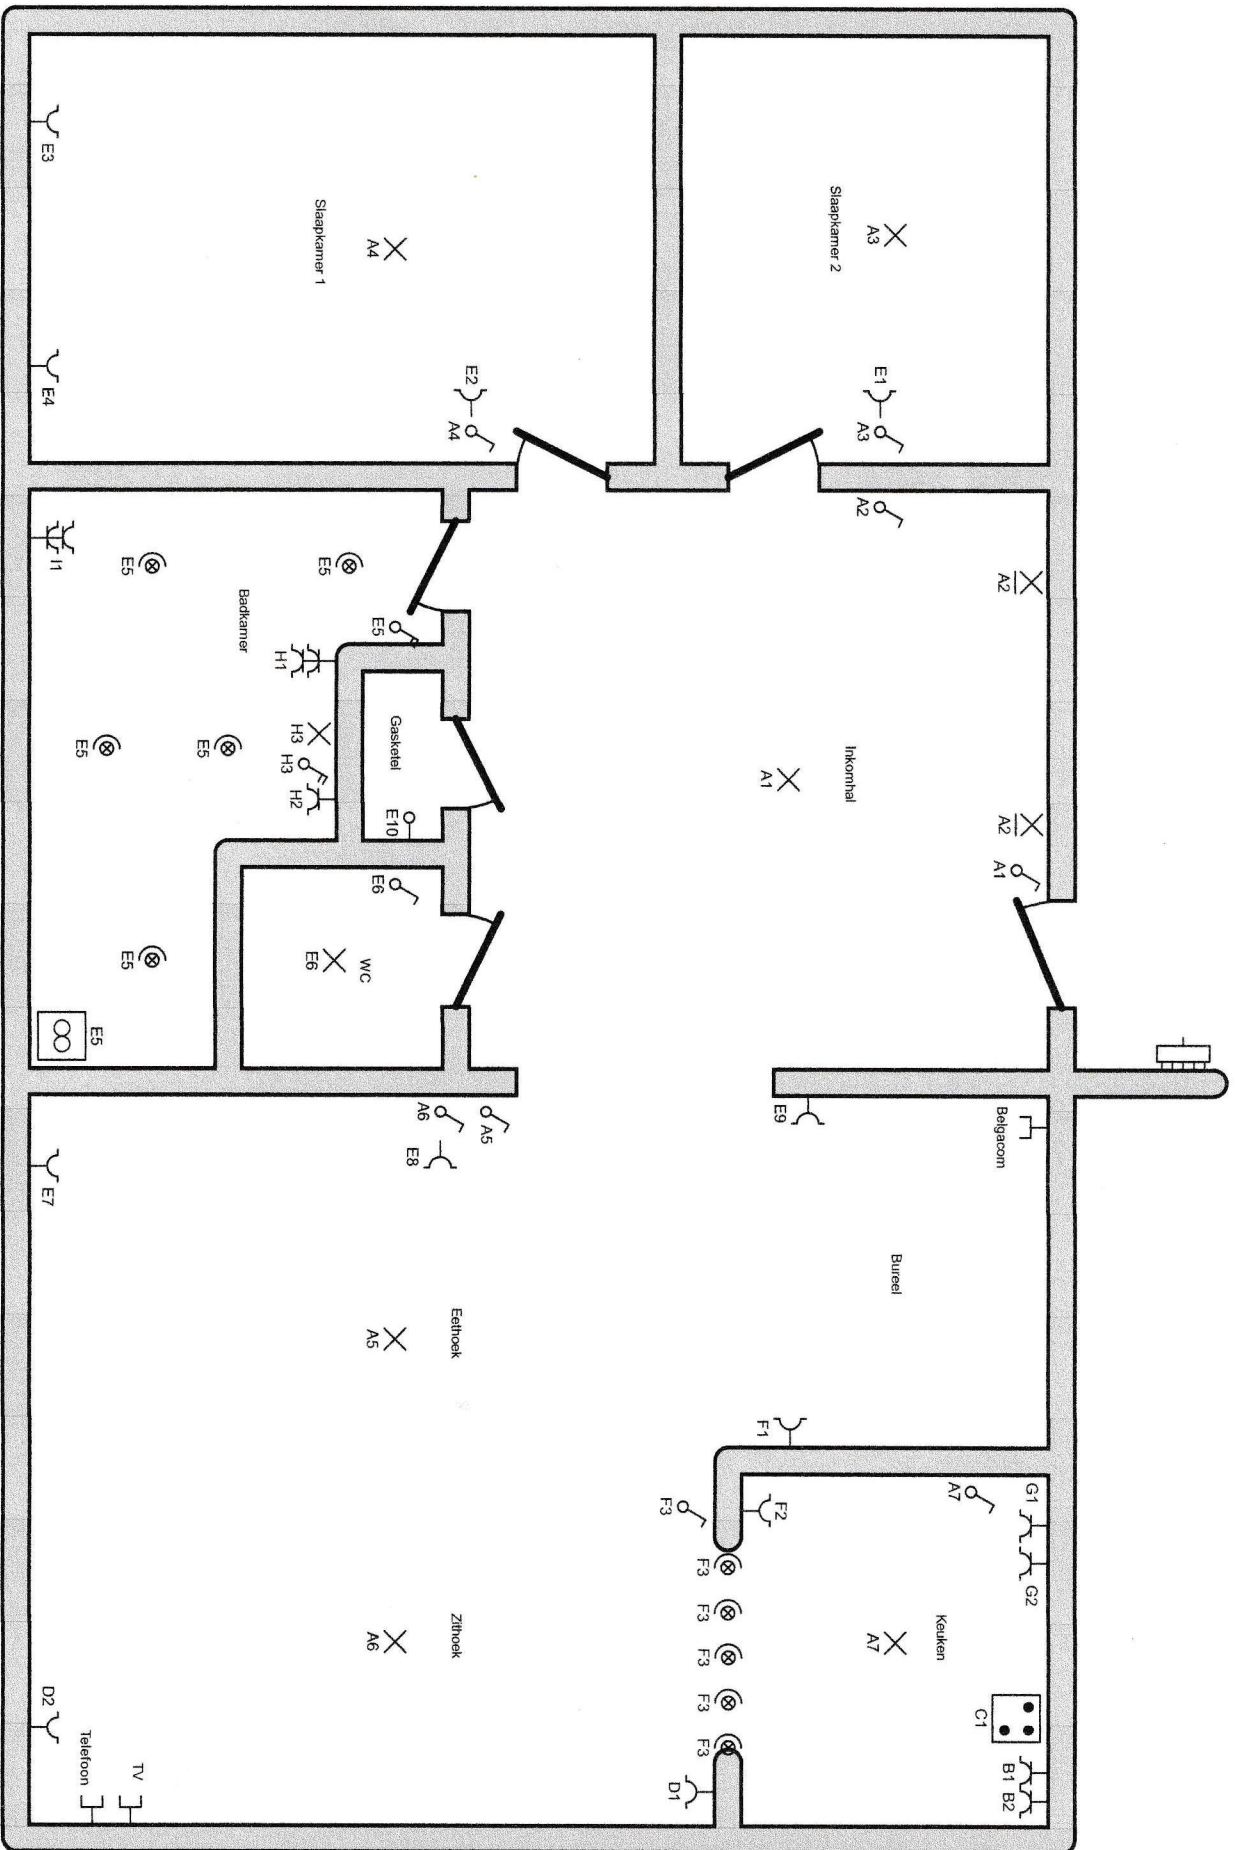 Slaapkamer 1
A4
E3
E4
E2
A4
Slaapkamer 2
A3
E1
A3
A2
A2
A2
Inkomhal
A1
A1
Badkamer
I1
E5
E5
E5
H1
H3
H3
H2
E5
E5
E5
E5
Gasketel
E10
WC
E6
E6
Belgacom
E9
Bureel
F1
A6
A5
E8
E7
Eethoek
A5
Zithoek
A6
D2
Telefoon
TV
D1
F3
F2
F3
F3
F3
F3
F3
Keuken
A7
A7
G1
G2
C1
B1
B2